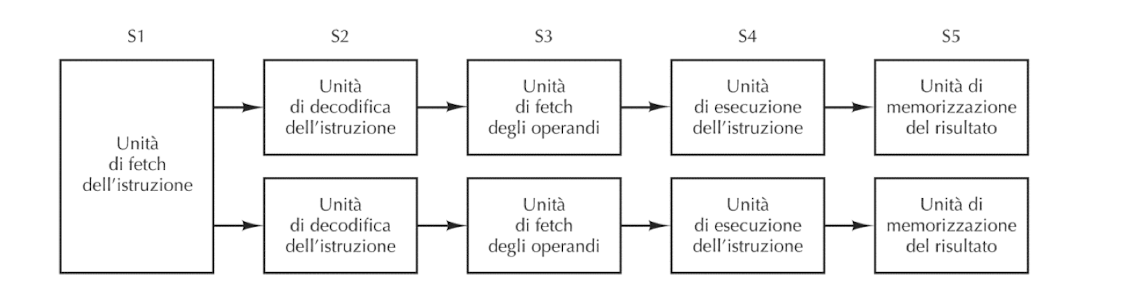 S1
S2
S3
S4
S5
Unità
di fetch
dell'istruzione
Unità
di decodifica
dell'istruzione
Unità
di fetch
degli operandi
Unità
di esecuzione
dell'istruzione
Unità di
memorizzazione
del risultato
Unità
di decodifica
dell'istruzione
Unità
di fetch
degli operandi
Unità
di esecuzione
dell'istruzione
Unità di
memorizzazione
del risultato